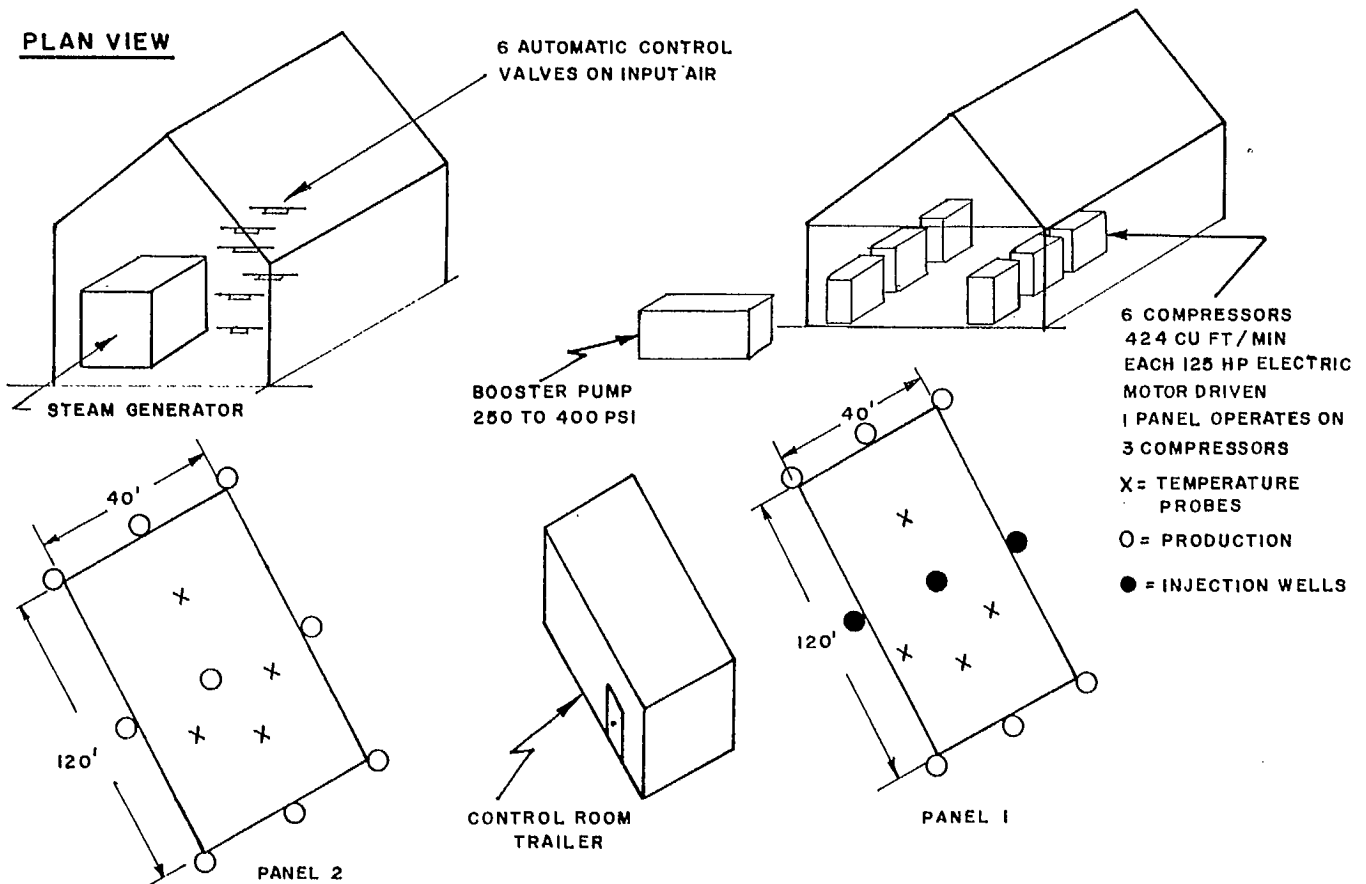 PLAN VIEW
6 AUTOMATIC CONTROL
VALVES ON INPUT AIR
STEAM GENERATOR
BOOSTER PUMP
250 TO 400 PSI
6 COMPRESSORS
424 CU FT/MIN
EACH 125 HP ELECTRIC
MOTOR DRIVEN
1 PANEL OPERATES ON
3 COMPRESSORS
X = TEMPERATURE
PROBES
O = PRODUCTION
● = INJECTION WELLS
40'
120'
PANEL 2
CONTROL ROOM
TRAILER
40'
120'
PANEL 1